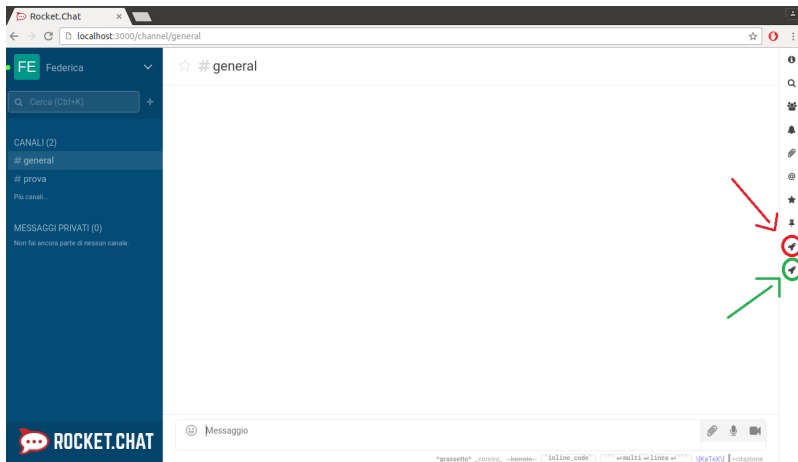 Rocket.Chat
localhost:3000/channel/general
FE Federica
# general
Cerca (Ctrl+K)
CANALI (2)
# general
# prova
Più canali...
MESSAGGI PRIVATI (0)
Non fai ancora parte di nessun canale.
Messaggio
ROCKET.CHAT
*grassetto* _corsivo_ ~barrato~ `inline_code` ```↵multi↵linea↵``` \[KaTeX\] >citazione